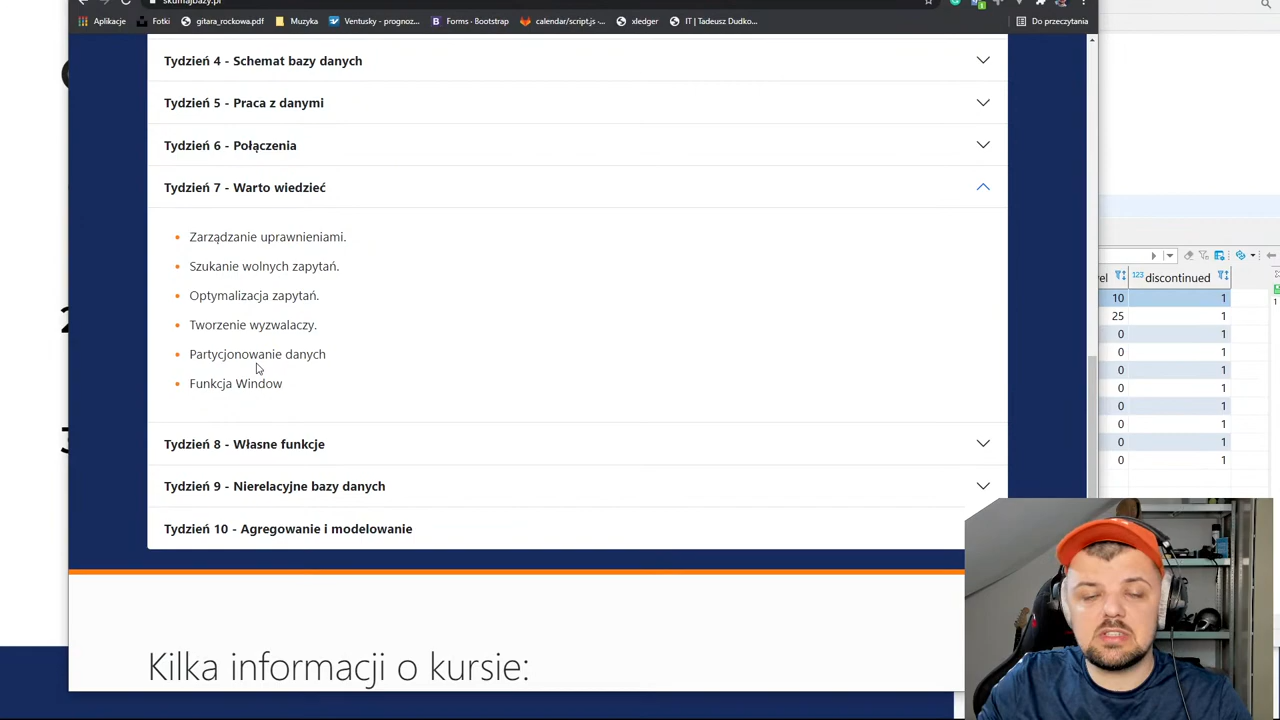 skumajbazy.pl
Aplikacje
Fotki
gitara_rockowa.pdf
Muzyka
Ventusky - prognoz...
Forms · Bootstrap
calendar/script.js ·...
xledger
IT | Tadeusz Dudko...
Do przeczytania
Tydzień 4 - Schemat bazy danych
Tydzień 5 - Praca z danymi
Tydzień 6 - Połączenia
Tydzień 7 - Warto wiedzieć
Zarządzanie uprawnieniami.
Szukanie wolnych zapytań.
Optymalizacja zapytań.
Tworzenie wyzwalaczy.
Partycjonowanie danych
Funkcja Window
Tydzień 8 - Własne funkcje
Tydzień 9 - Nierelacyjne bazy danych
Tydzień 10 - Agregowanie i modelowanie
Kilka informacji o kursie:
123 discontinued
10 1
25 1
0 1
0 1
0 1
0 1
0 1
0 1
0 1
0 1